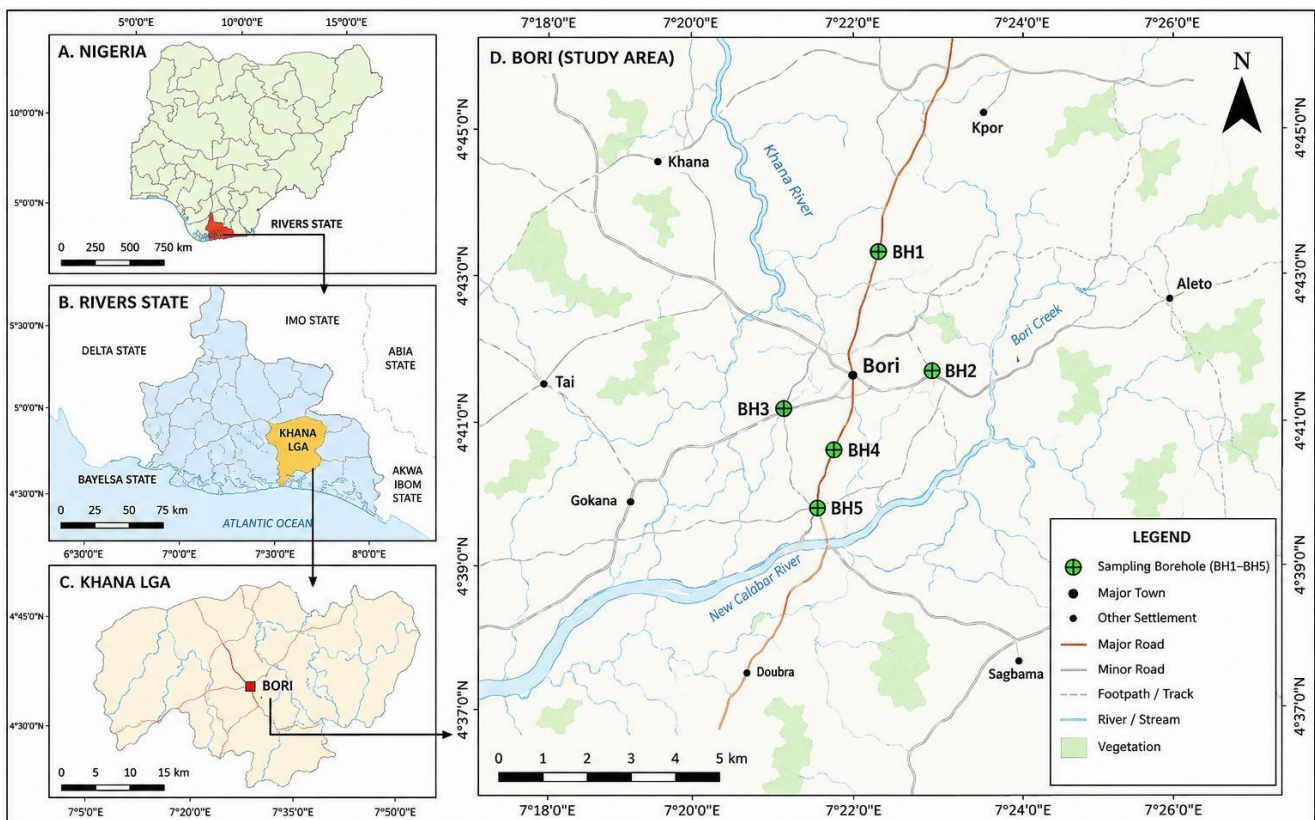 A. NIGERIA
5°0'0"E
10°0'0"E
15°0'0"E
10°0'0"N
5°0'0"N
RIVERS STATE
0 250 500 750 km
B. RIVERS STATE
IMO STATE
DELTA STATE
ABIA
STATE
5°30'0"N
5°0'0"N
KHANA
LGA
BAYELSA STATE
AKWA
IBOM
STATE
4°30'0"N
0 25 50 75 km
ATLANTIC OCEAN
6°30'0"E
7°0'0"E
7°30'0"E
8°0'0"E
C. KHANA LGA
4°45'0"N
BORI
4°30'0"N
0 5 10 15 km
7°5'0"E
7°20'0"E
7°30'0"E
7°50'0"E
D. BORI (STUDY AREA)
7°18'0"E
7°20'0"E
7°22'0"E
7°24'0"E
7°26'0"E
N
Kpor
4°45'0"N
4°45'0"N
Khana
Khana River
BH1
4°43'0"N
4°43'0"N
Aleto
Bori Creek
Bori
BH2
Tai
BH3
4°41'0"N
4°41'0"N
BH4
Gokana
BH5
4°39'0"N
4°39'0"N
New Calabar River
Doubra
Sagbama
4°37'0"N
4°37'0"N
0 1 2 3 4 5 km
7°18'0"E
7°20'0"E
7°22'0"E
7°24'0"E
7°26'0"E
LEGEND
Sampling Borehole (BH1–BH5)
Major Town
Other Settlement
Major Road
Minor Road
Footpath / Track
River / Stream
Vegetation